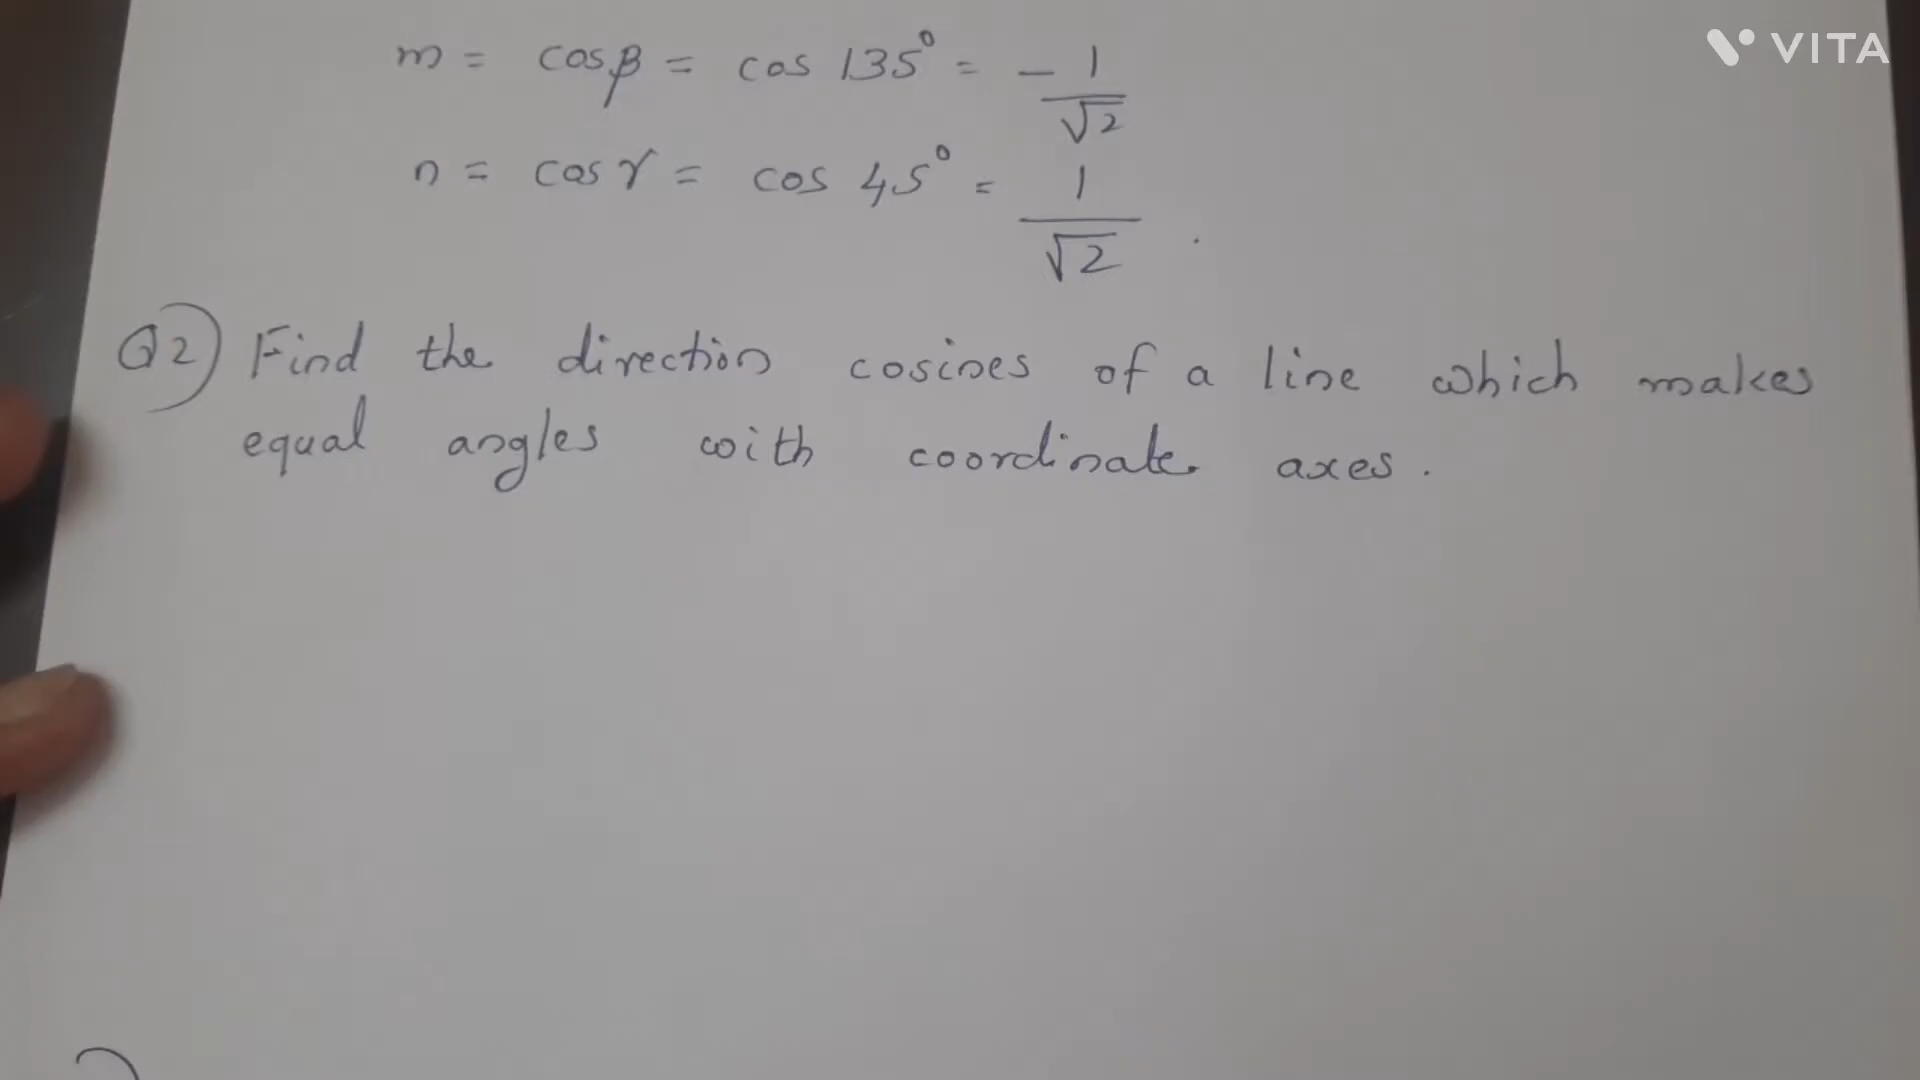 VITA
m = cosβ = cos 135° = - 1/√2
n = cos γ = cos 45° = 1/√2 .
Q2) Find the direction cosines of a line which makes
equal angles with coordinate axes.